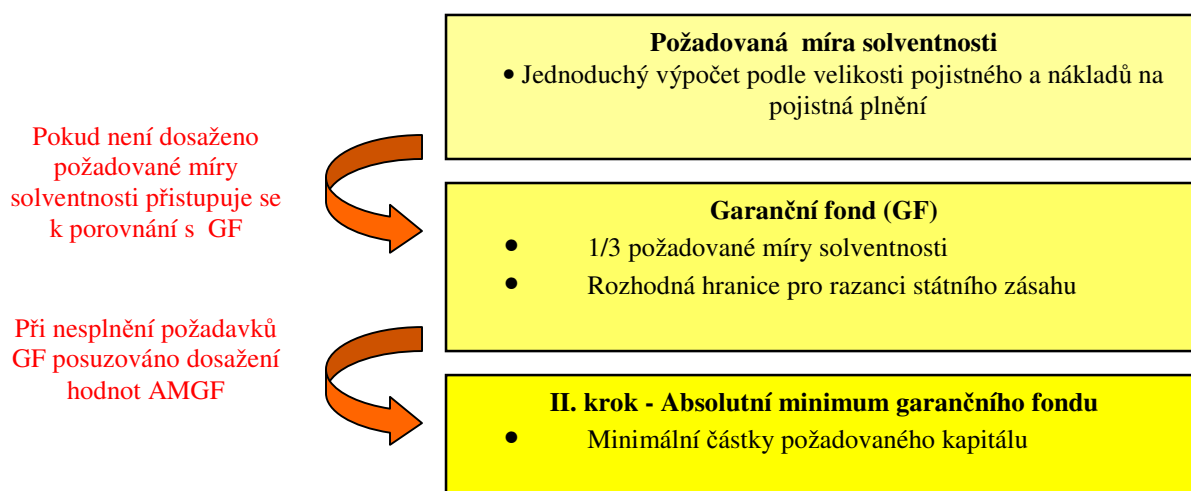 Požadovaná míra solventnosti
• Jednoduchý výpočet podle velikosti pojistného a nákladů na
pojistná plnění
Pokud není dosaženo
požadované míry
solventnosti přistupuje se
k porovnání s GF
Garanční fond (GF)
• 1/3 požadované míry solventnosti
• Rozhodná hranice pro razanci státního zásahu
Při nesplnění požadavků
GF posuzováno dosažení
hodnot AMGF
II. krok - Absolutní minimum garančního fondu
• Minimální částky požadovaného kapitálu